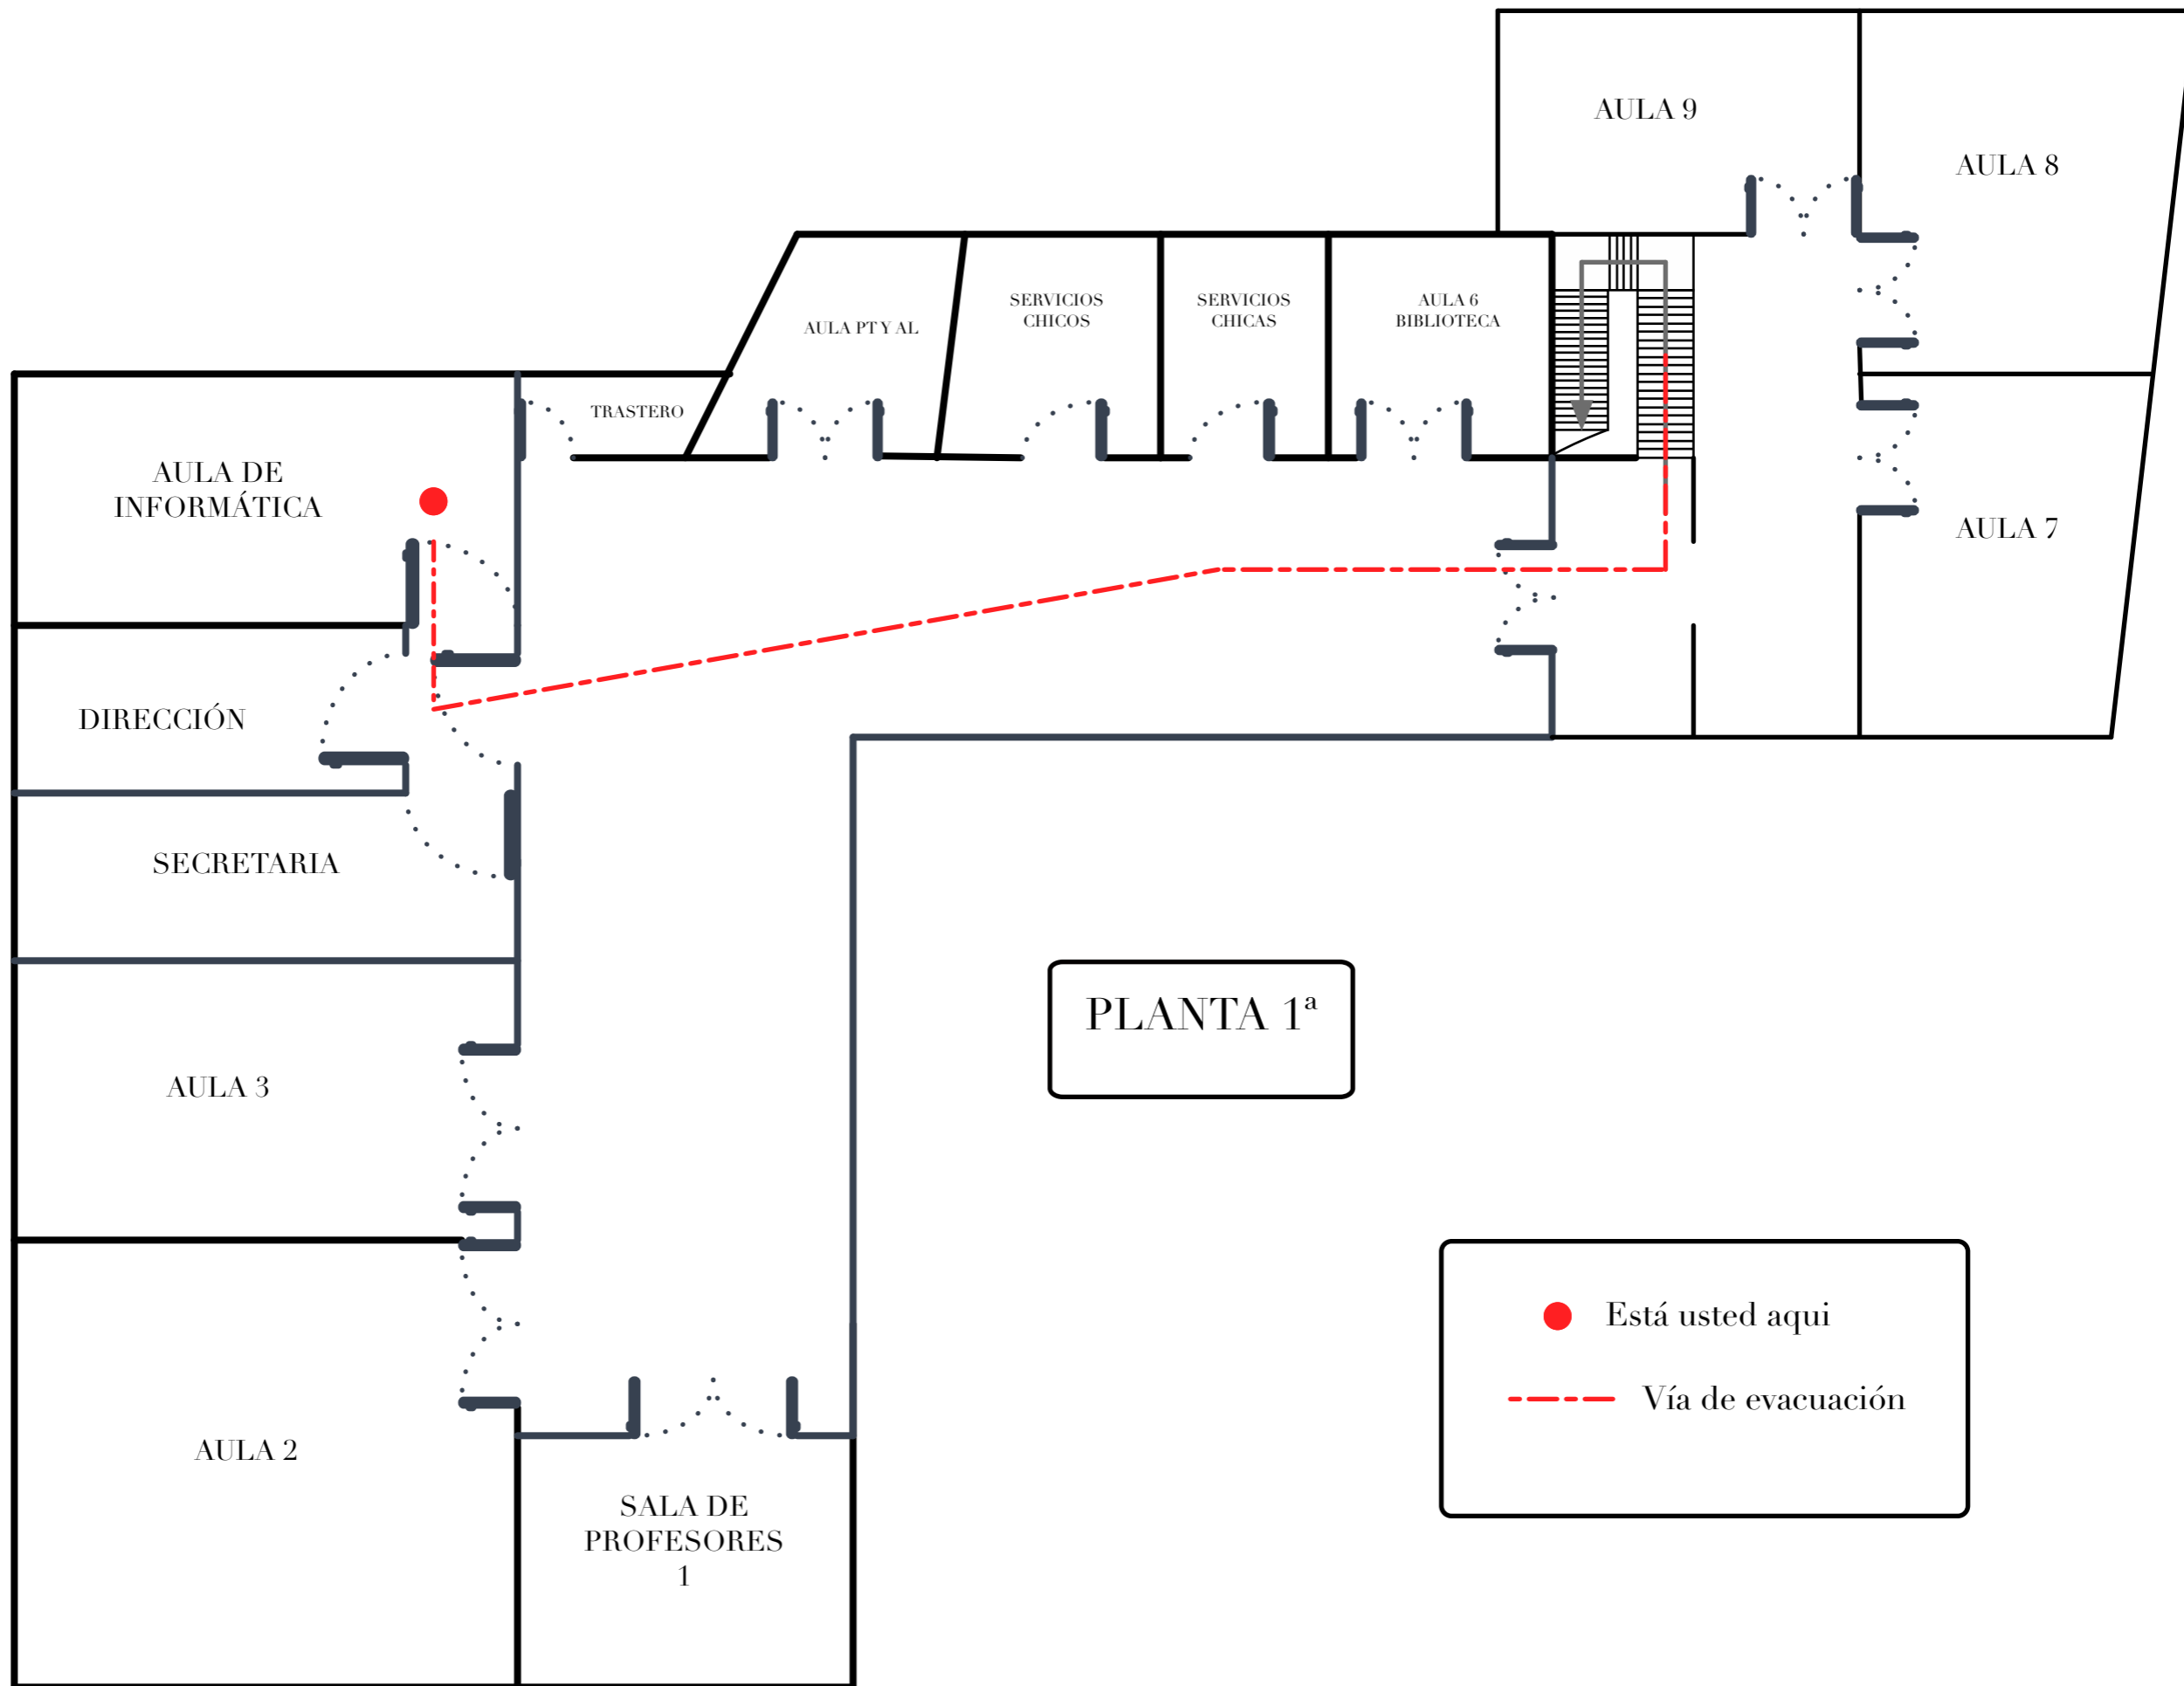 AULA 9
AULA 8
SERVICIOS
CHICOS
SERVICIOS
CHICAS
AULA 6
BIBLIOTECA
AULA PT Y AL
TRASTERO
AULA DE
INFORMÁTICA
AULA 7
DIRECCIÓN
SECRETARIA
PLANTA 1ª
AULA 3
Está usted aqui
Vía de evacuación
AULA 2
SALA DE
PROFESORES
1